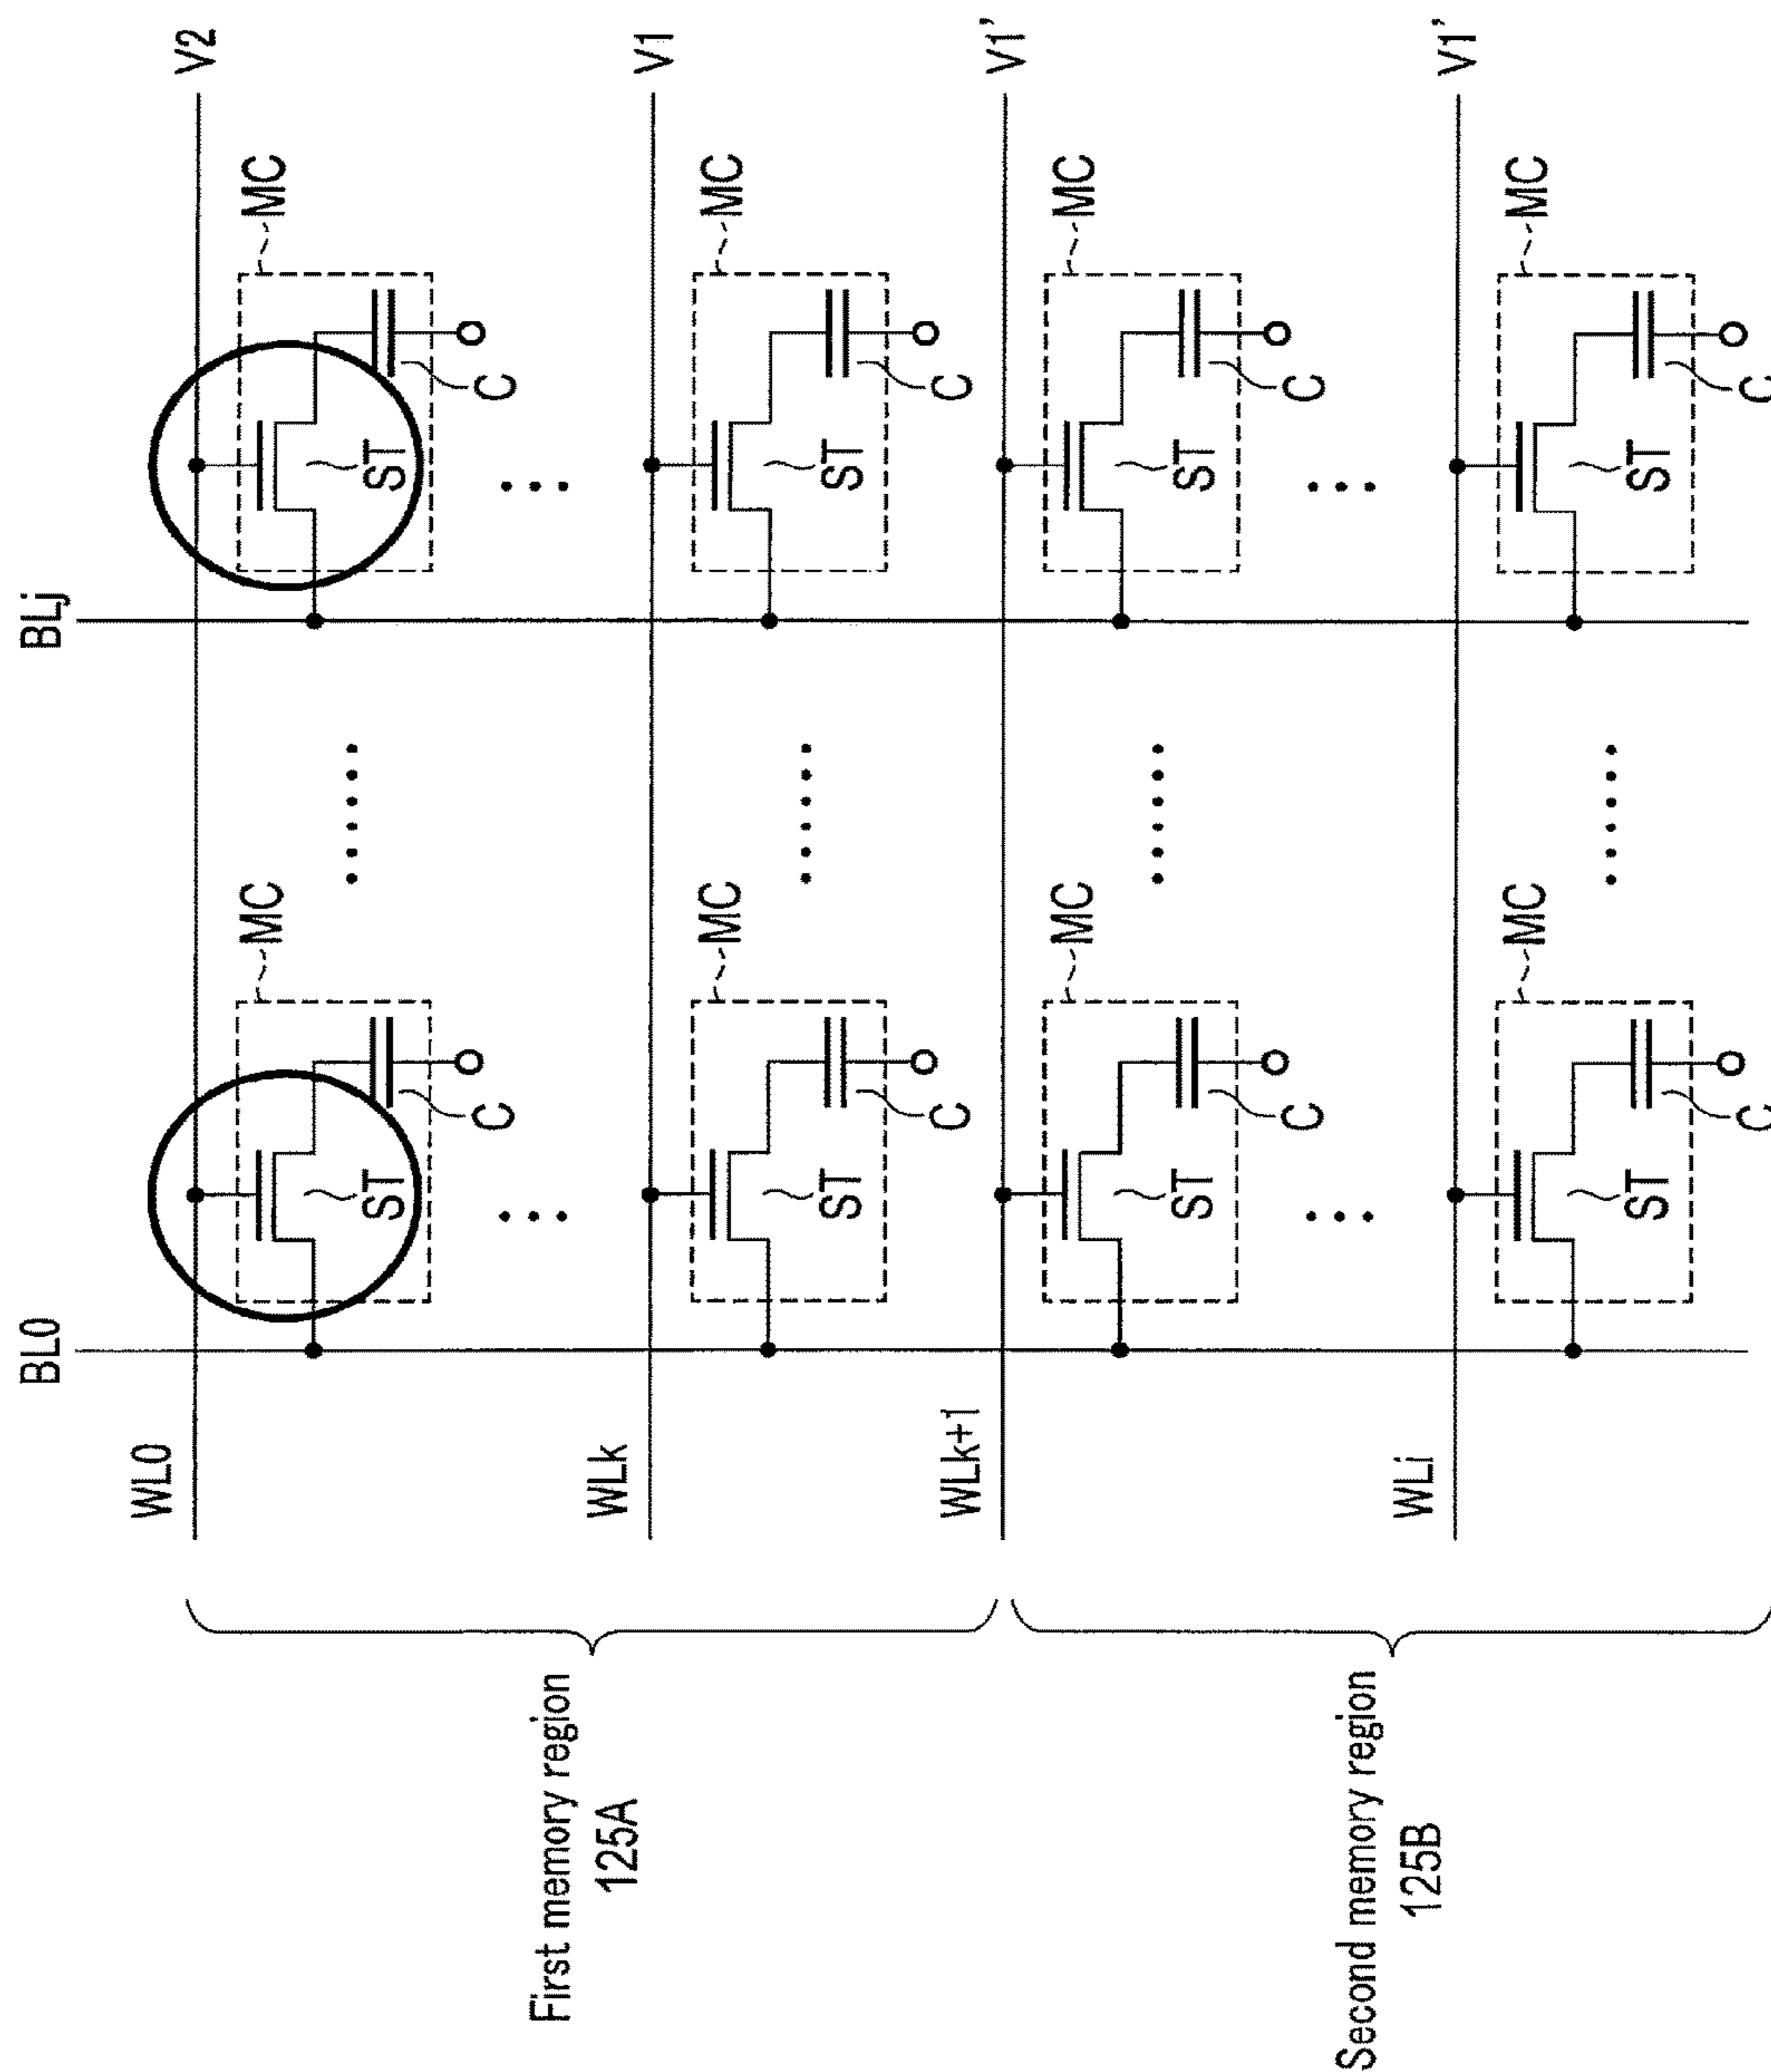 BL0
BLj
WL0
V2
MC
MC
ST
ST
C
C
First memory region
125A
WLk
V1
MC
MC
ST
ST
C
C
WLk+1
V1'
MC
MC
ST
ST
C
C
Second memory region
125B
WLi
V1'
MC
MC
ST
ST
C
C